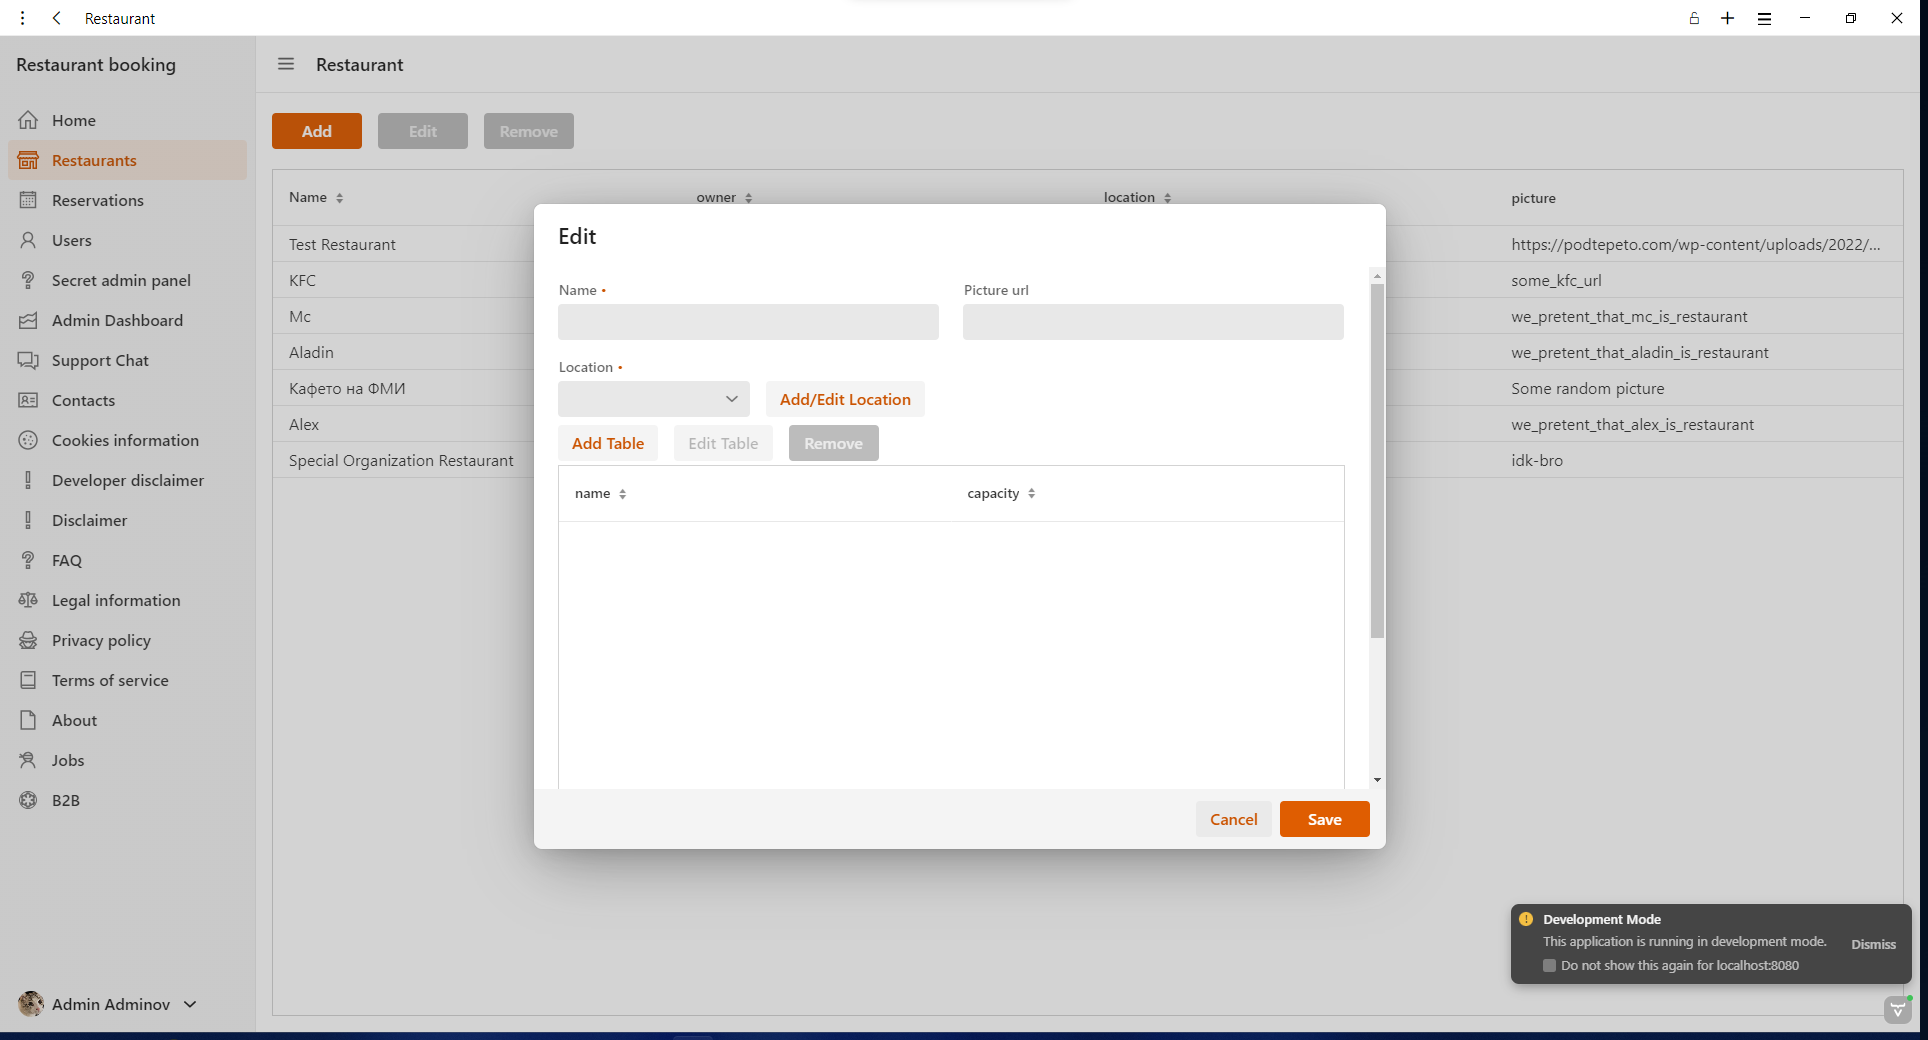 Restaurant
Restaurant booking
Home
Restaurants
Reservations
Users
Secret admin panel
Admin Dashboard
Support Chat
Contacts
Cookies information
Developer disclaimer
Disclaimer
FAQ
Legal information
Privacy policy
Terms of service
About
Jobs
B2B
Admin Adminov
Restaurant
Add Edit Remove
Name owner location picture
Test Restaurant https://podtepeto.com/wp-content/uploads/2022/...
KFC some_kfc_url
Mc we_pretent_that_mc_is_restaurant
Aladin we_pretent_that_aladin_is_restaurant
Кафето на ФМИ Some random picture
Alex we_pretent_that_alex_is_restaurant
Special Organization Restaurant idk-bro
Edit
Name • Picture url
Location •
Add/Edit Location
Add Table Edit Table Remove
name capacity
Cancel Save
Development Mode
This application is running in development mode. Dismiss
Do not show this again for localhost:8080